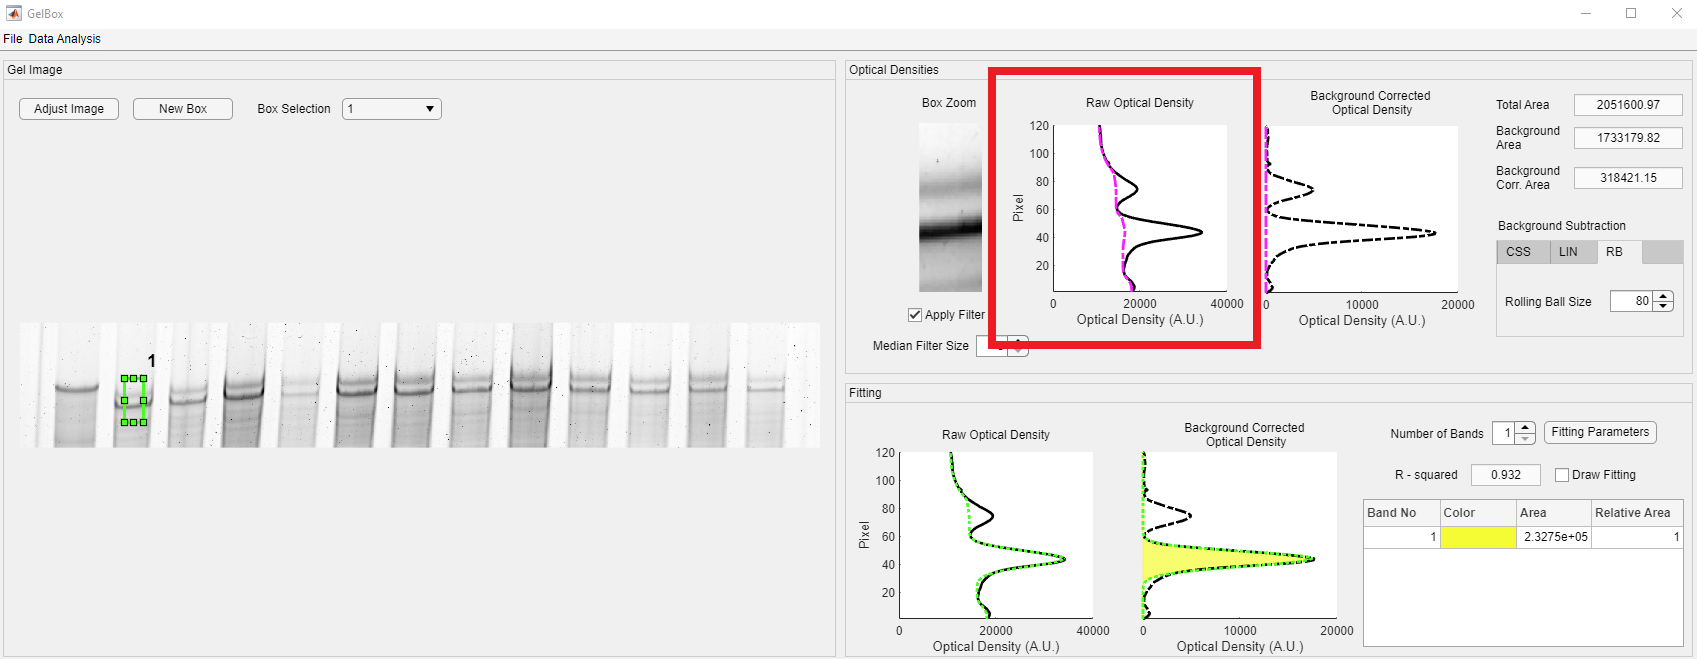 GelBox
File Data Analysis
Gel Image
Adjust Image
New Box
Box Selection
1
1
Optical Densities
Box Zoom
Apply Filter
Median Filter Size
Raw Optical Density
120
100
80
60
40
20
Pixel
0
20000
40000
Optical Density (A.U.)
Background Corrected
Optical Density
0
10000
20000
Optical Density (A.U.)
Total Area
2051600.97
Background
Area
1733179.82
Background
Corr. Area
318421.15
Background Subtraction
CSS
LIN
RB
Rolling Ball Size
80
Fitting
Raw Optical Density
120
100
80
60
40
20
Pixel
0
20000
40000
Optical Density (A.U.)
Background Corrected
Optical Density
0
10000
20000
Optical Density (A.U.)
Number of Bands
1
Fitting Parameters
R - squared
0.932
Draw Fitting
Band No Color Area Relative Area
1 2.3275e+05 1